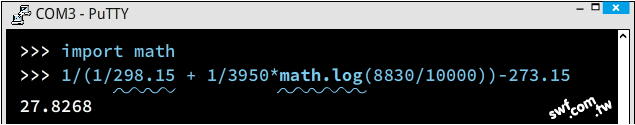 COM3 - PuTTY
>>> import math
>>> 1/(1/298.15 + 1/3950*math.log(8830/10000))-273.15
27.8268
swf.com.tw